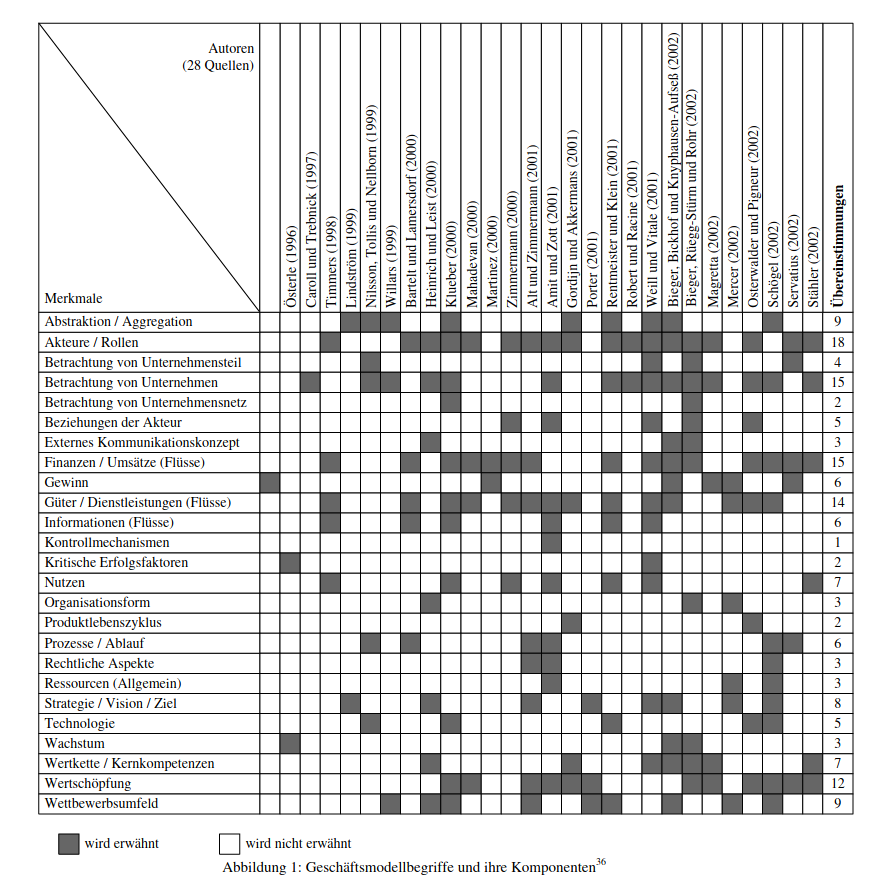 Autoren
(28 Quellen)
Merkmale
Österle (1996)
Caroll und Trebnick (1997)
Timmers (1998)
Lindström (1999)
Nilsson, Tollis und Nellborn (1999)
Willars (1999)
Bartelt und Lamersdorf (2000)
Heinrich und Leist (2000)
Klueber (2000)
Mahadevan (2000)
Martinez (2000)
Zimmermann (2000)
Alt und Zimmermann (2001)
Amit und Zott (2001)
Gordijn und Akkermans (2001)
Porter (2001)
Rentmeister und Klein (2001)
Robert und Racine (2001)
Weill und Vitale (2001)
Bieger, Bickhof und Knyphausen-Aufseß (2002)
Bieger, Rüegg-Stürm und Rohr (2002)
Magretta (2002)
Mercer (2002)
Osterwalder und Pigneur (2002)
Schögel (2002)
Servatius (2002)
Stähler (2002)
Übereinstimmungen
Abstraktion / Aggregation 9
Akteure / Rollen 18
Betrachtung von Unternehmensteil 4
Betrachtung von Unternehmen 15
Betrachtung von Unternehmensnetz 2
Beziehungen der Akteur 5
Externes Kommunikationskonzept 3
Finanzen / Umsätze (Flüsse) 15
Gewinn 6
Güter / Dienstleistungen (Flüsse) 14
Informationen (Flüsse) 6
Kontrollmechanismen 1
Kritische Erfolgsfaktoren 2
Nutzen 7
Organisationsform 3
Produktlebenszyklus 2
Prozesse / Ablauf 6
Rechtliche Aspekte 3
Ressourcen (Allgemein) 3
Strategie / Vision / Ziel 8
Technologie 5
Wachstum 3
Wertkette / Kernkompetenzen 7
Wertschöpfung 12
Wettbewerbsumfeld 9
wird erwähnt wird nicht erwähnt
Abbildung 1: Geschäftsmodellbegriffe und ihre Komponenten36